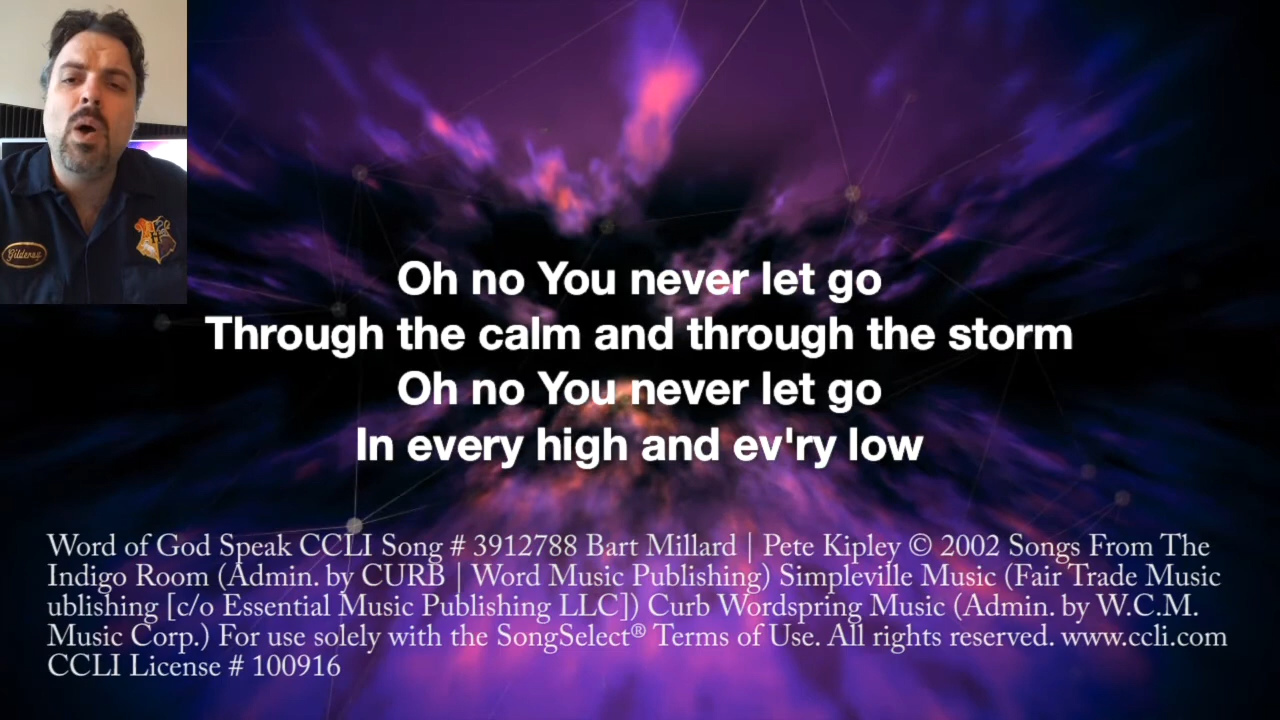 Gilderoy
Oh no You never let go
Through the calm and through the storm
Oh no You never let go
In every high and ev'ry low
Word of God Speak CCLI Song # 3912788 Bart Millard | Pete Kipley © 2002 Songs From The
Indigo Room (Admin. by CURB | Word Music Publishing) Simpleville Music (Fair Trade Music
ublishing [c/o Essential Music Publishing LLC]) Curb Wordspring Music (Admin. by W.C.M.
Music Corp.) For use solely with the SongSelect® Terms of Use. All rights reserved. www.ccli.com
CCLI License # 100916